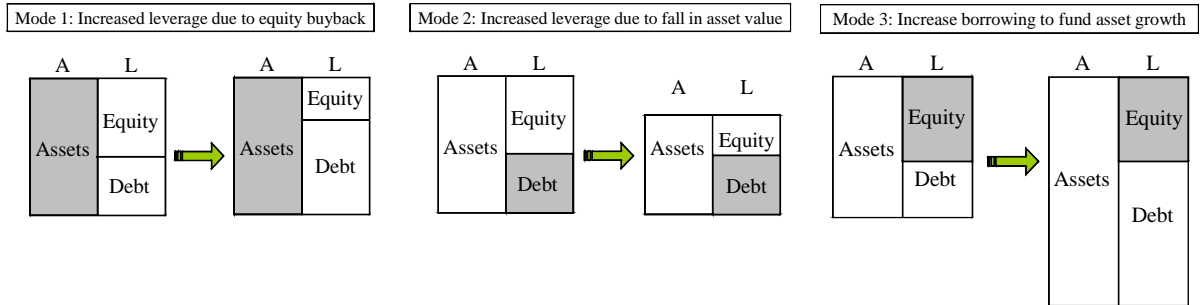 Mode 1: Increased leverage due to equity buyback
A L
Assets
Equity
Debt
A L
Assets
Equity
Debt
Mode 2: Increased leverage due to fall in asset value
A L
Assets
Equity
Debt
A L
Assets
Equity
Debt
Mode 3: Increase borrowing to fund asset growth
A L
Assets
Equity
Debt
A L
Assets
Equity
Debt